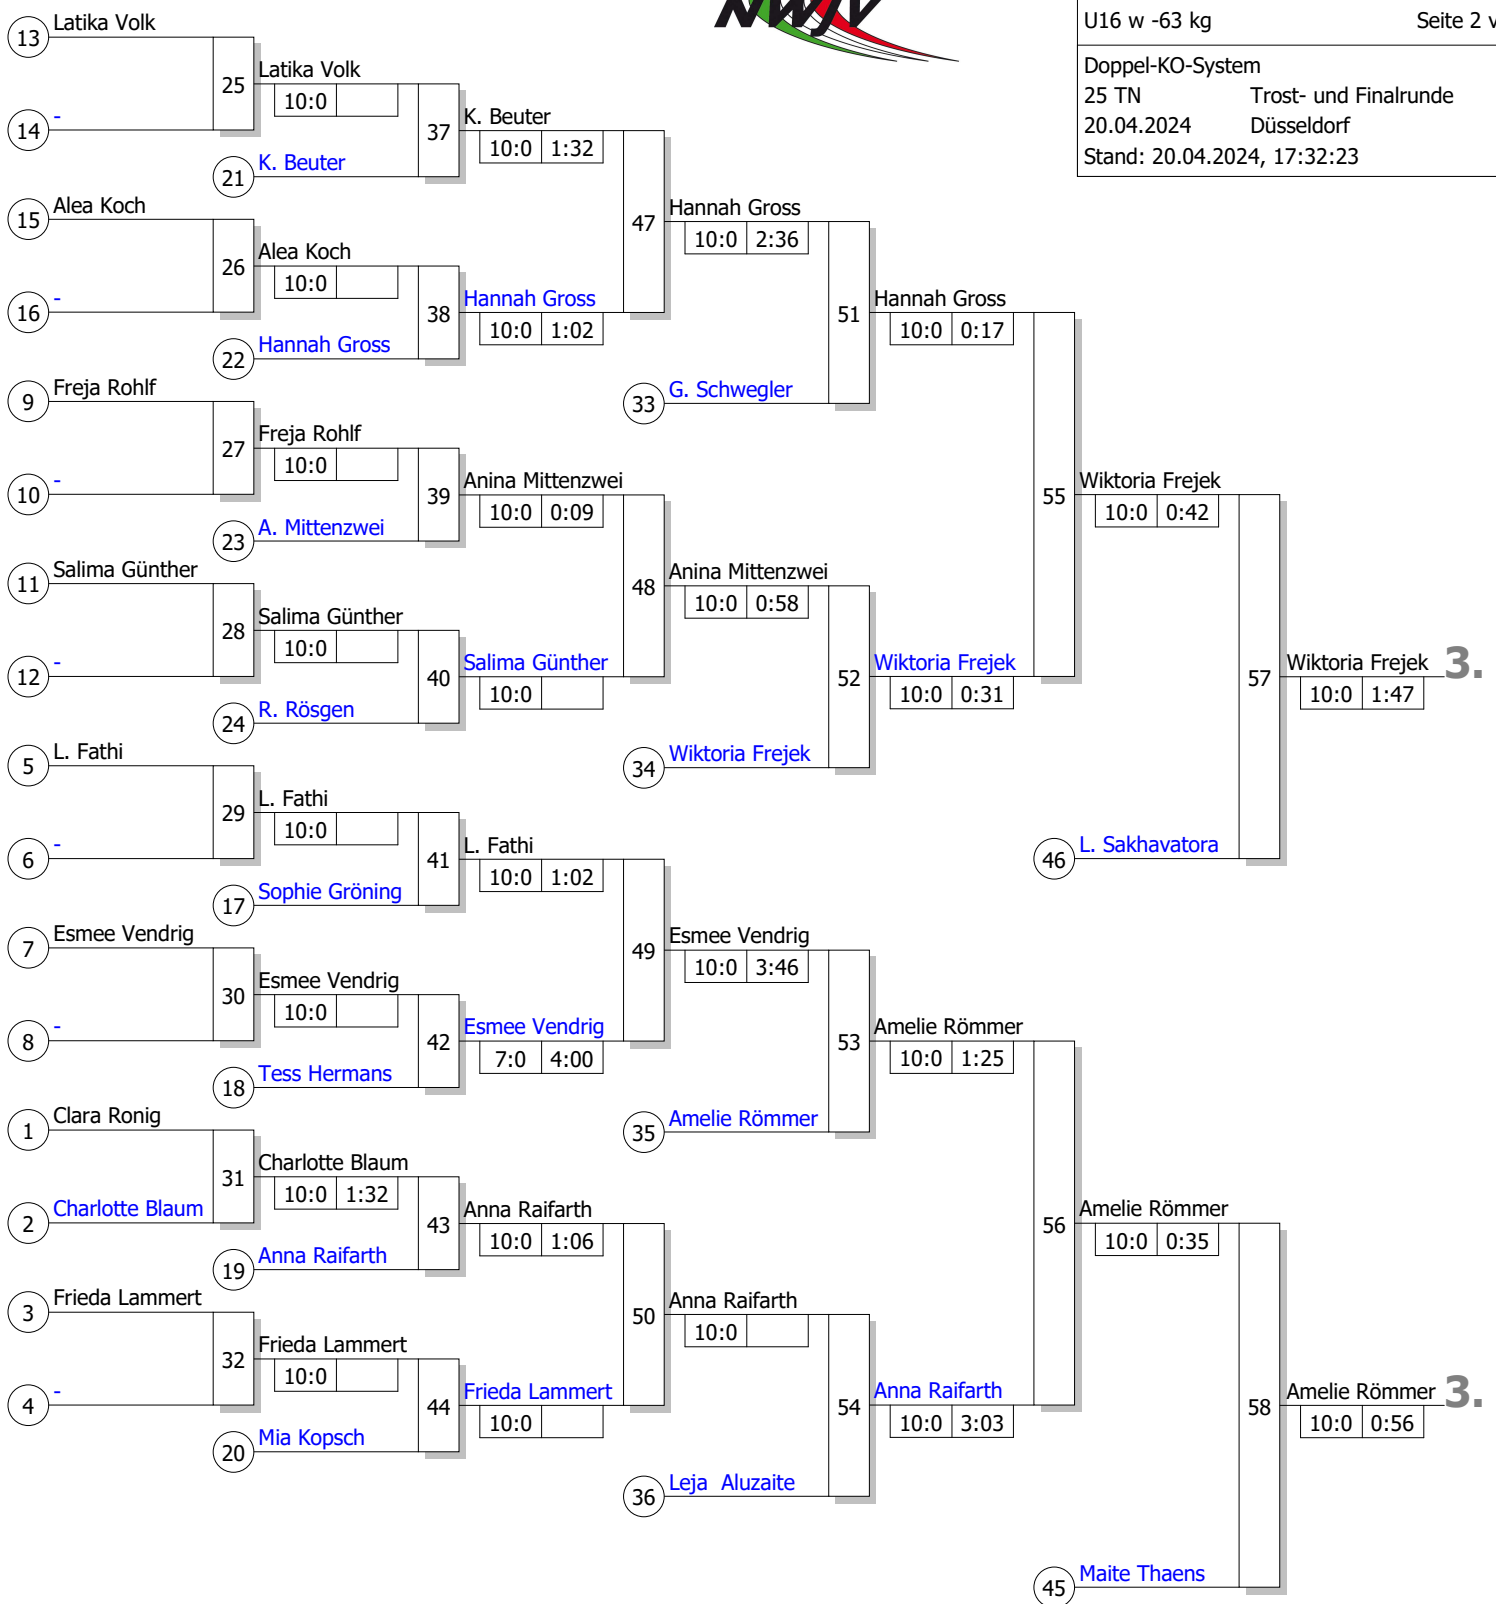 NWJV
U16 w -63 kg Seite 2 v
Doppel-KO-System
25 TN Trost- und Finalrunde
20.04.2024 Düsseldorf
Stand: 20.04.2024, 17:32:23
13 Latika Volk
25 Latika Volk
10:0
14 -
37 K. Beuter
10:0 1:32
21 K. Beuter
15 Alea Koch
47 Hannah Gross
10:0 2:36
26 Alea Koch
10:0
16 -
38 Hannah Gross
10:0 1:02
22 Hannah Gross
51 Hannah Gross
10:0 0:17
33 G. Schwegler
9 Freja Rohlf
27 Freja Rohlf
10:0
10 -
39 Anina Mittenzwei
10:0 0:09
23 A. Mittenzwei
55 Wiktoria Frejek
10:0 0:42
11 Salima Günther
48 Anina Mittenzwei
10:0 0:58
28 Salima Günther
10:0
12 -
40 Salima Günther
10:0
24 R. Rösgen
52 Wiktoria Frejek
10:0 0:31
34 Wiktoria Frejek
57 Wiktoria Frejek 3.
10:0 1:47
5 L. Fathi
29 L. Fathi
10:0
6 -
41 L. Fathi
10:0 1:02
17 Sophie Gröning
46 L. Sakhavatora
7 Esmee Vendrig
49 Esmee Vendrig
10:0 3:46
30 Esmee Vendrig
10:0
8 -
42 Esmee Vendrig
7:0 4:00
18 Tess Hermans
53 Amelie Römmer
10:0 1:25
35 Amelie Römmer
1 Clara Ronig
31 Charlotte Blaum
10:0 1:32
2 Charlotte Blaum
43 Anna Raifarth
10:0 1:06
19 Anna Raifarth
56 Amelie Römmer
10:0 0:35
3 Frieda Lammert
50 Anna Raifarth
10:0
32 Frieda Lammert
10:0
4 -
44 Frieda Lammert
10:0
20 Mia Kopsch
54 Anna Raifarth
10:0 3:03
36 Leja Aluzaite
58 Amelie Römmer 3.
10:0 0:56
45 Maite Thaens